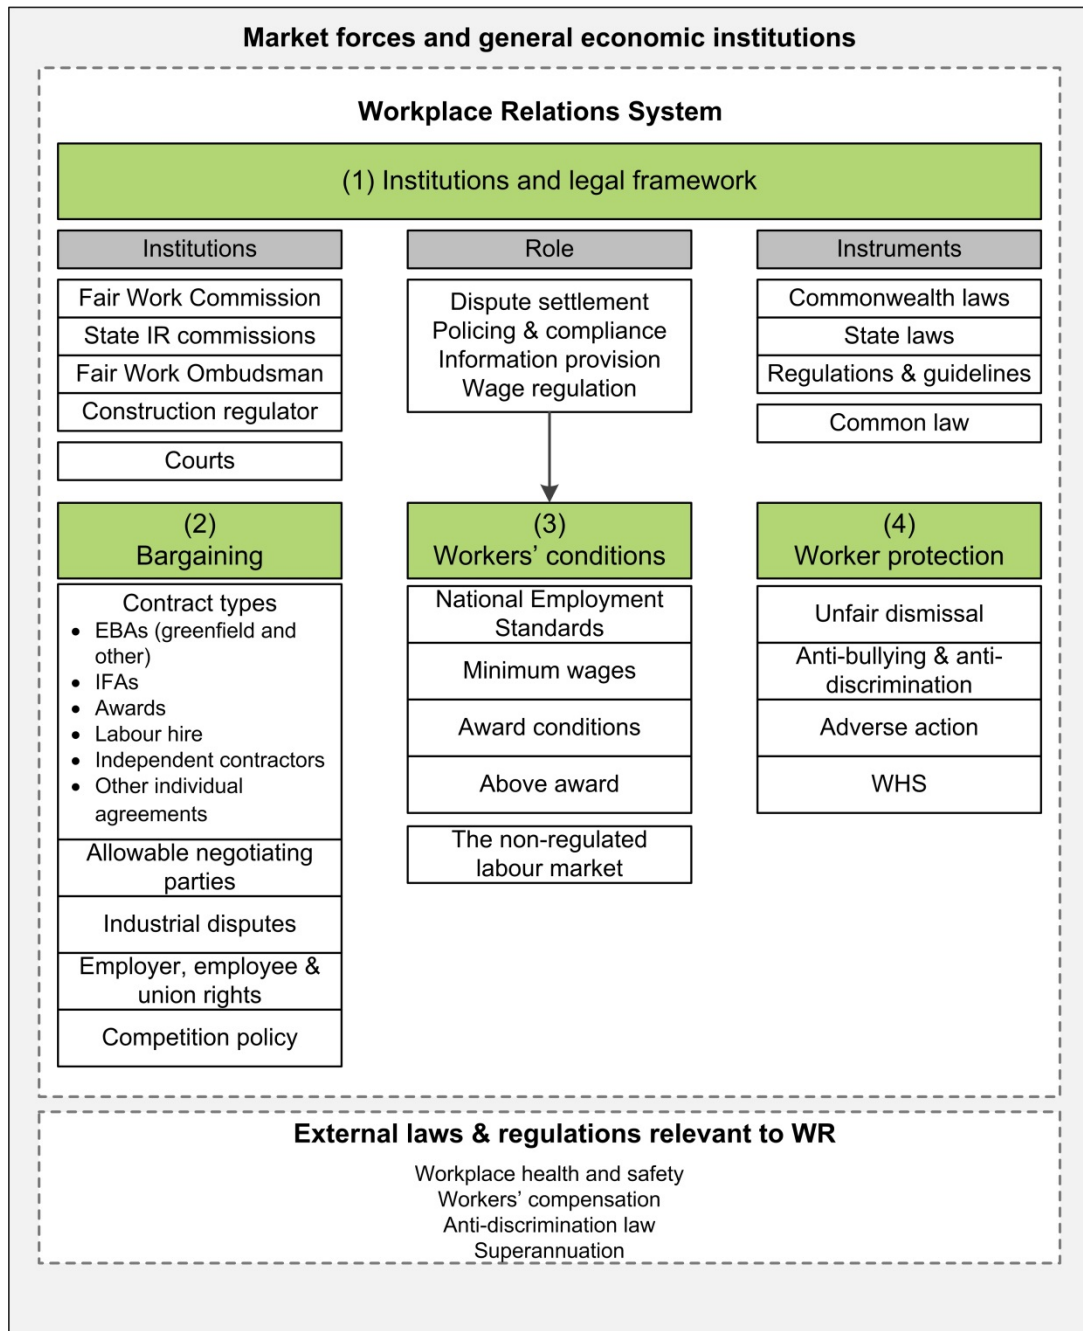 Market forces and general economic institutions
Workplace Relations System
(1) Institutions and legal framework
Institutions
Fair Work Commission
State IR commissions
Fair Work Ombudsman
Construction regulator
Courts
Role
Dispute settlement
Policing & compliance
Information provision
Wage regulation
Instruments
Commonwealth laws
State laws
Regulations & guidelines
Common law
(2)
Bargaining
Contract types
• EBAs (greenfield and
other)
• IFAs
• Awards
• Labour hire
• Independent contractors
• Other individual
agreements
Allowable negotiating
parties
Industrial disputes
Employer, employee &
union rights
Competition policy
(3)
Workers’ conditions
National Employment
Standards
Minimum wages
Award conditions
Above award
The non-regulated
labour market
(4)
Worker protection
Unfair dismissal
Anti-bullying & anti-
discrimination
Adverse action
WHS
External laws & regulations relevant to WR
Workplace health and safety
Workers’ compensation
Anti-discrimination law
Superannuation